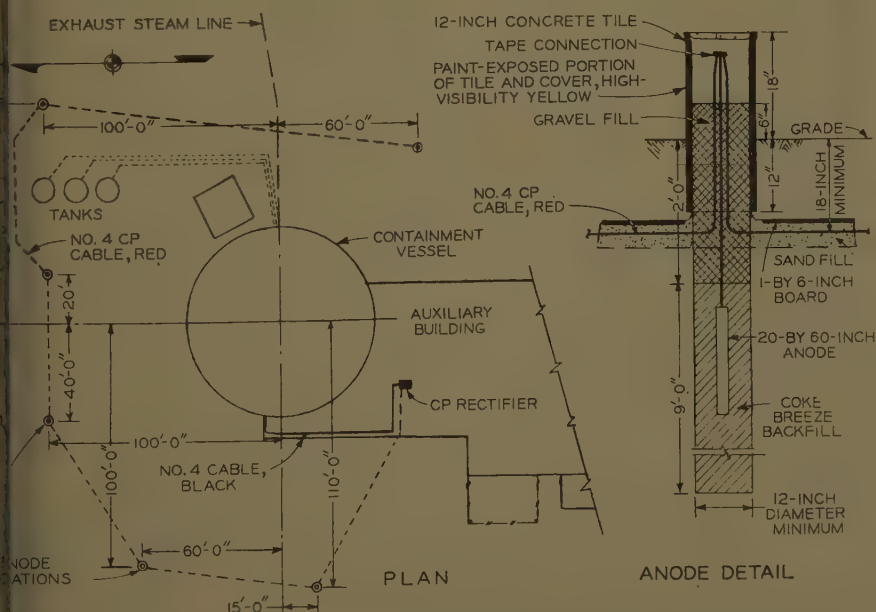 EXHAUST STEAM LINE
100'-0"
60'-0"
TANKS
NO. 4 CP
CABLE, RED
CONTAINMENT
VESSEL
20'
AUXILIARY
BUILDING
40'-0"
CP RECTIFIER
100'-0"
NO. 4 CABLE,
BLACK
100'-0"
110'-0"
60'-0"
15'-0"
PLAN
12-INCH CONCRETE TILE
TAPE CONNECTION
PAINT-EXPOSED PORTION
OF TILE AND COVER, HIGH-
VISIBILITY YELLOW
GRAVEL FILL
18"
6"
GRADE
12"
18-INCH
MINIMUM
2'-0"
NO. 4 CP
CABLE, RED
SAND FILL
1-BY 6-INCH
BOARD
20-BY 60-INCH
ANODE
9'-0"
COKE
BREEZE
BACKFILL
12-INCH
DIAMETER
MINIMUM
ANODE DETAIL